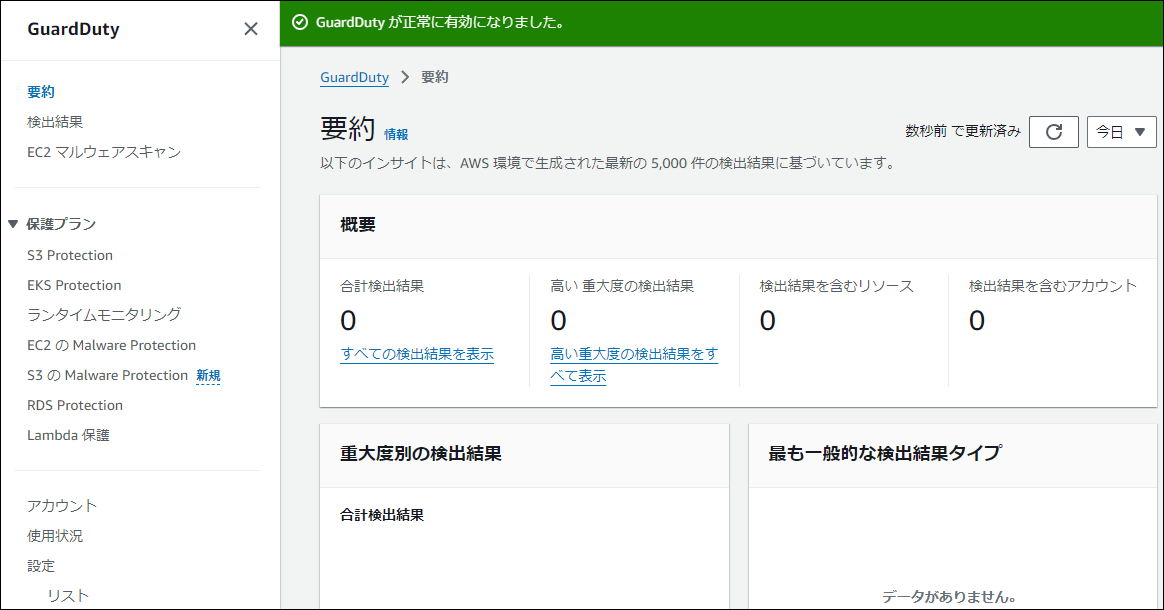 GuardDuty
要約
検出結果
EC2 マルウェアスキャン
保護プラン
S3 Protection
EKS Protection
ランタイムモニタリング
EC2 の Malware Protection
S3 の Malware Protection 新規
RDS Protection
Lambda 保護
アカウント
使用状況
設定
リスト
GuardDuty が正常に有効になりました。
GuardDuty 要約
要約 情報
数秒前 で更新済み
今日
以下のインサイトは、AWS 環境で生成された最新の 5,000 件の検出結果に基づいています。
概要
合計検出結果
0
すべての検出結果を表示
高い 重大度の検出結果
0
高い重大度の検出結果をす
べて表示
検出結果を含むリソース
0
検出結果を含むアカウント
0
重大度別の検出結果
合計検出結果
最も一般的な検出結果タイプ
データがありません。